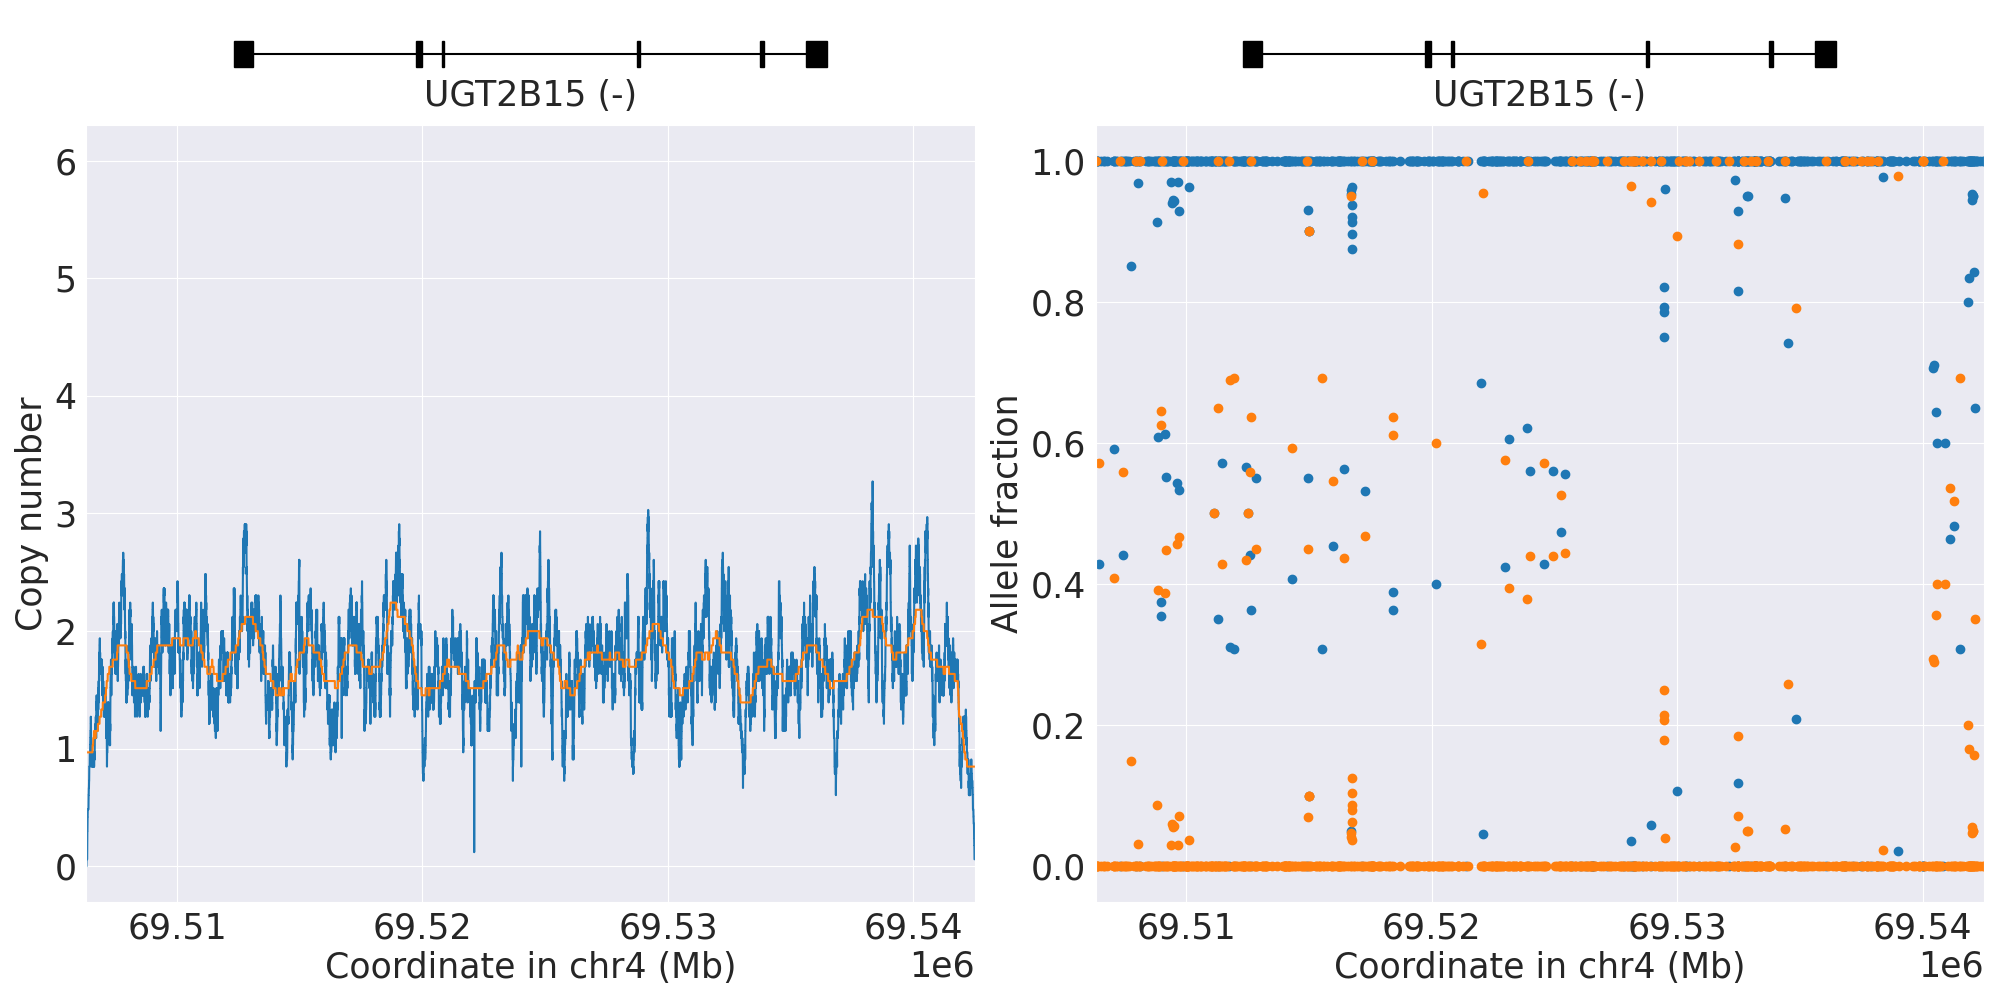 UGT2B15 (-)
UGT2B15 (-)
6
5
4
3
2
1
0
Copy number
69.51 69.52 69.53 69.54
Coordinate in chr4 (Mb)
1e6
1.0
0.8
0.6
0.4
0.2
0.0
Allele fraction
69.51 69.52 69.53 69.54
Coordinate in chr4 (Mb)
1e6